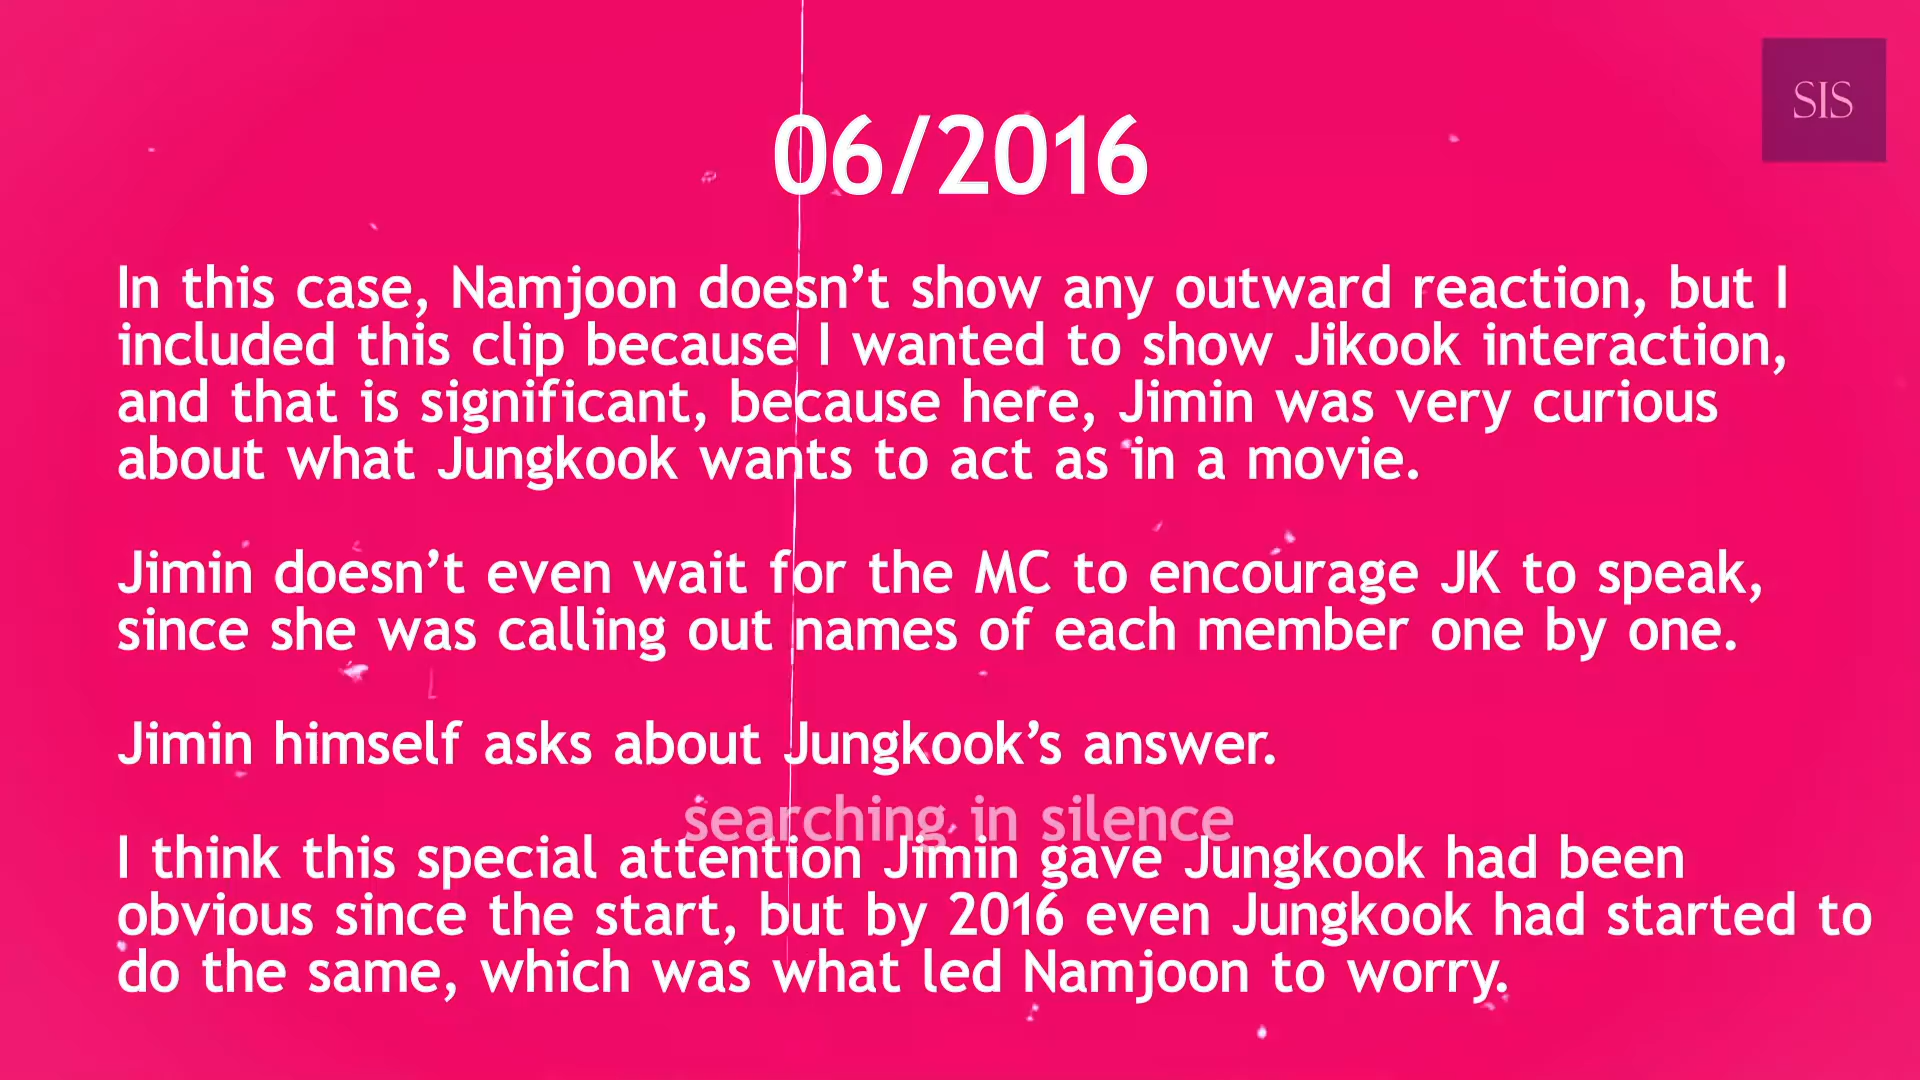 SIS
06/2016
In this case, Namjoon doesn’t show any outward reaction, but I
included this clip because I wanted to show Jikook interaction,
and that is significant, because here, Jimin was very curious
about what Jungkook wants to act as in a movie.
Jimin doesn’t even wait for the MC to encourage JK to speak,
since she was calling out names of each member one by one.
Jimin himself asks about Jungkook’s answer.
searching in silence
I think this special attention Jimin gave Jungkook had been
obvious since the start, but by 2016 even Jungkook had started to
do the same, which was what led Namjoon to worry.